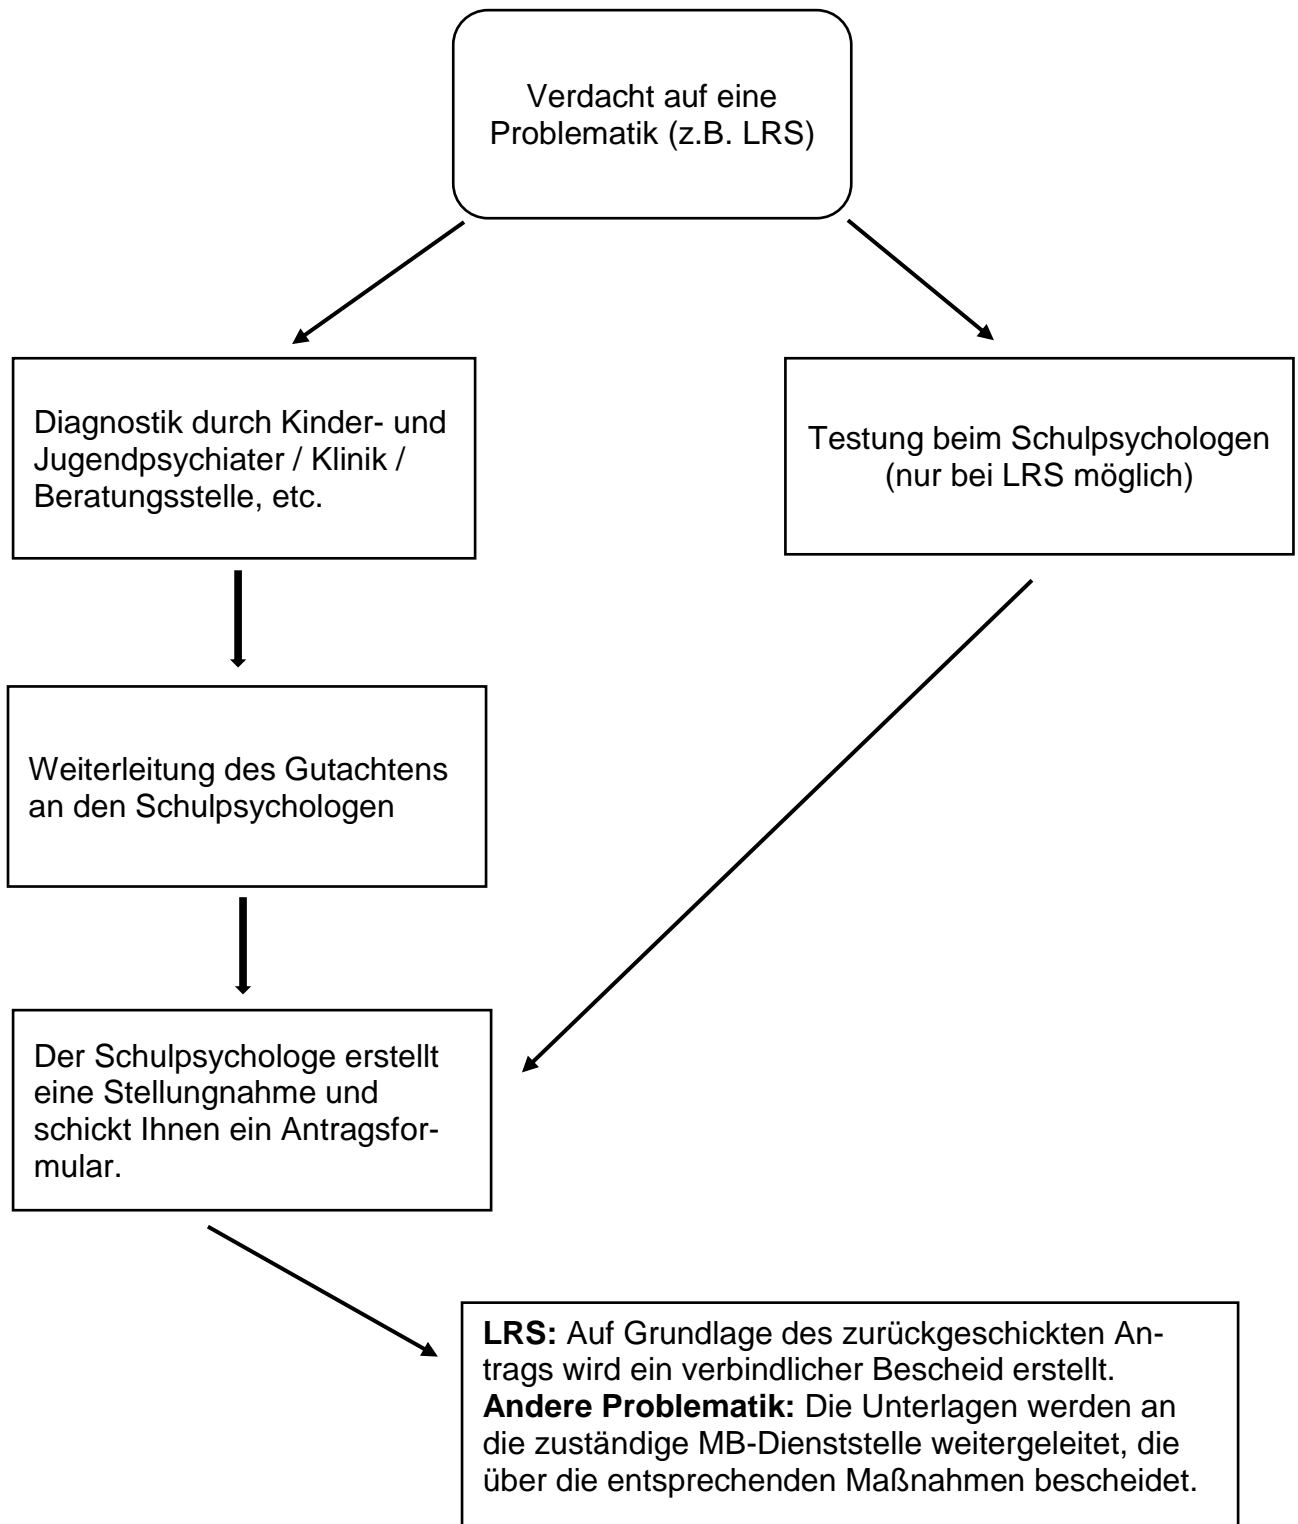 Verdacht auf eine
Problematik (z.B. LRS)
Diagnostik durch Kinder- und
Jugendpsychiater / Klinik /
Beratungsstelle, etc.
Testung beim Schulpsychologen
(nur bei LRS möglich)
Weiterleitung des Gutachtens
an den Schulpsychologen
Der Schulpsychologe erstellt
eine Stellungnahme und
schickt Ihnen ein Antragsfor-
mular.
LRS: Auf Grundlage des zurückgeschickten An-
trags wird ein verbindlicher Bescheid erstellt.
Andere Problematik: Die Unterlagen werden an
die zuständige MB-Dienststelle weitergeleitet, die
über die entsprechenden Maßnahmen bescheidet.